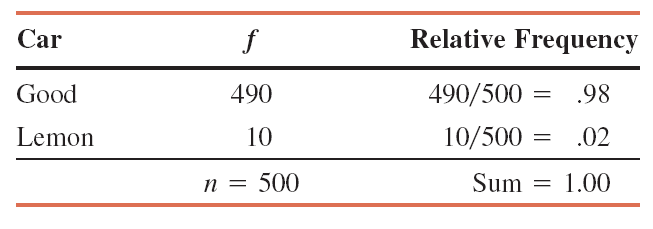 Car f Relative Frequency
Good 490 490/500 = .98
Lemon 10 10/500 = .02
n = 500 Sum = 1.00